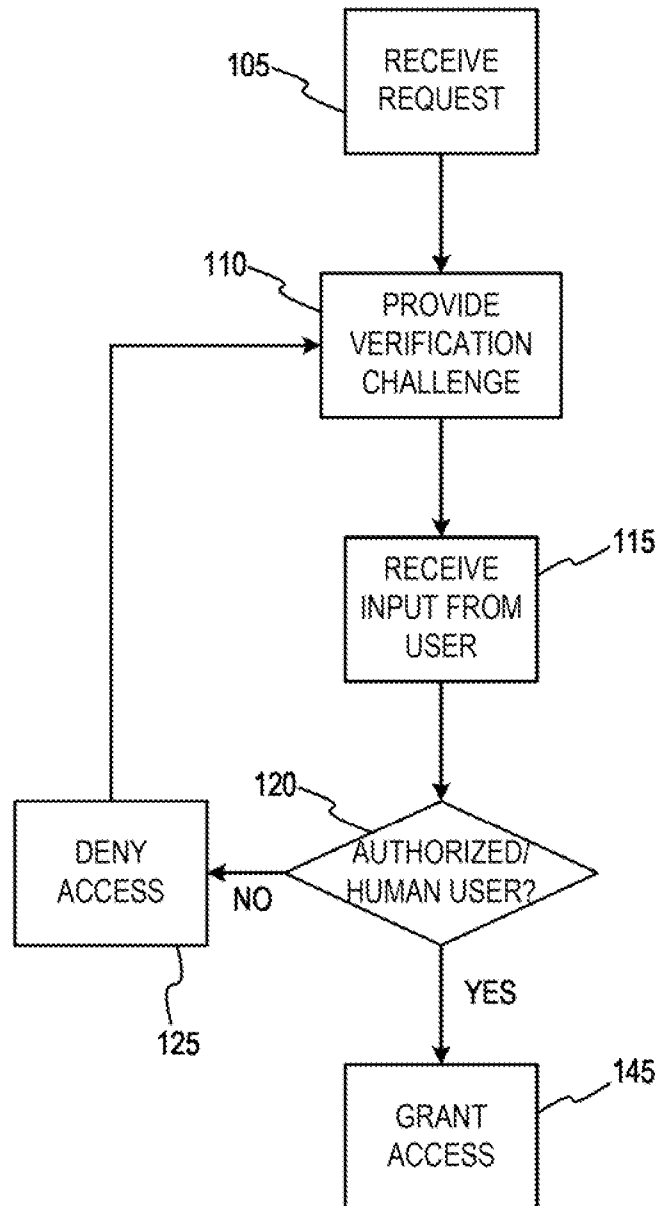 105
RECEIVE
REQUEST
110
PROVIDE
VERIFICATION
CHALLENGE
115
RECEIVE
INPUT FROM
USER
120
AUTHORIZED/
HUMAN USER?
DENY
ACCESS
NO
125
YES
145
GRANT
ACCESS